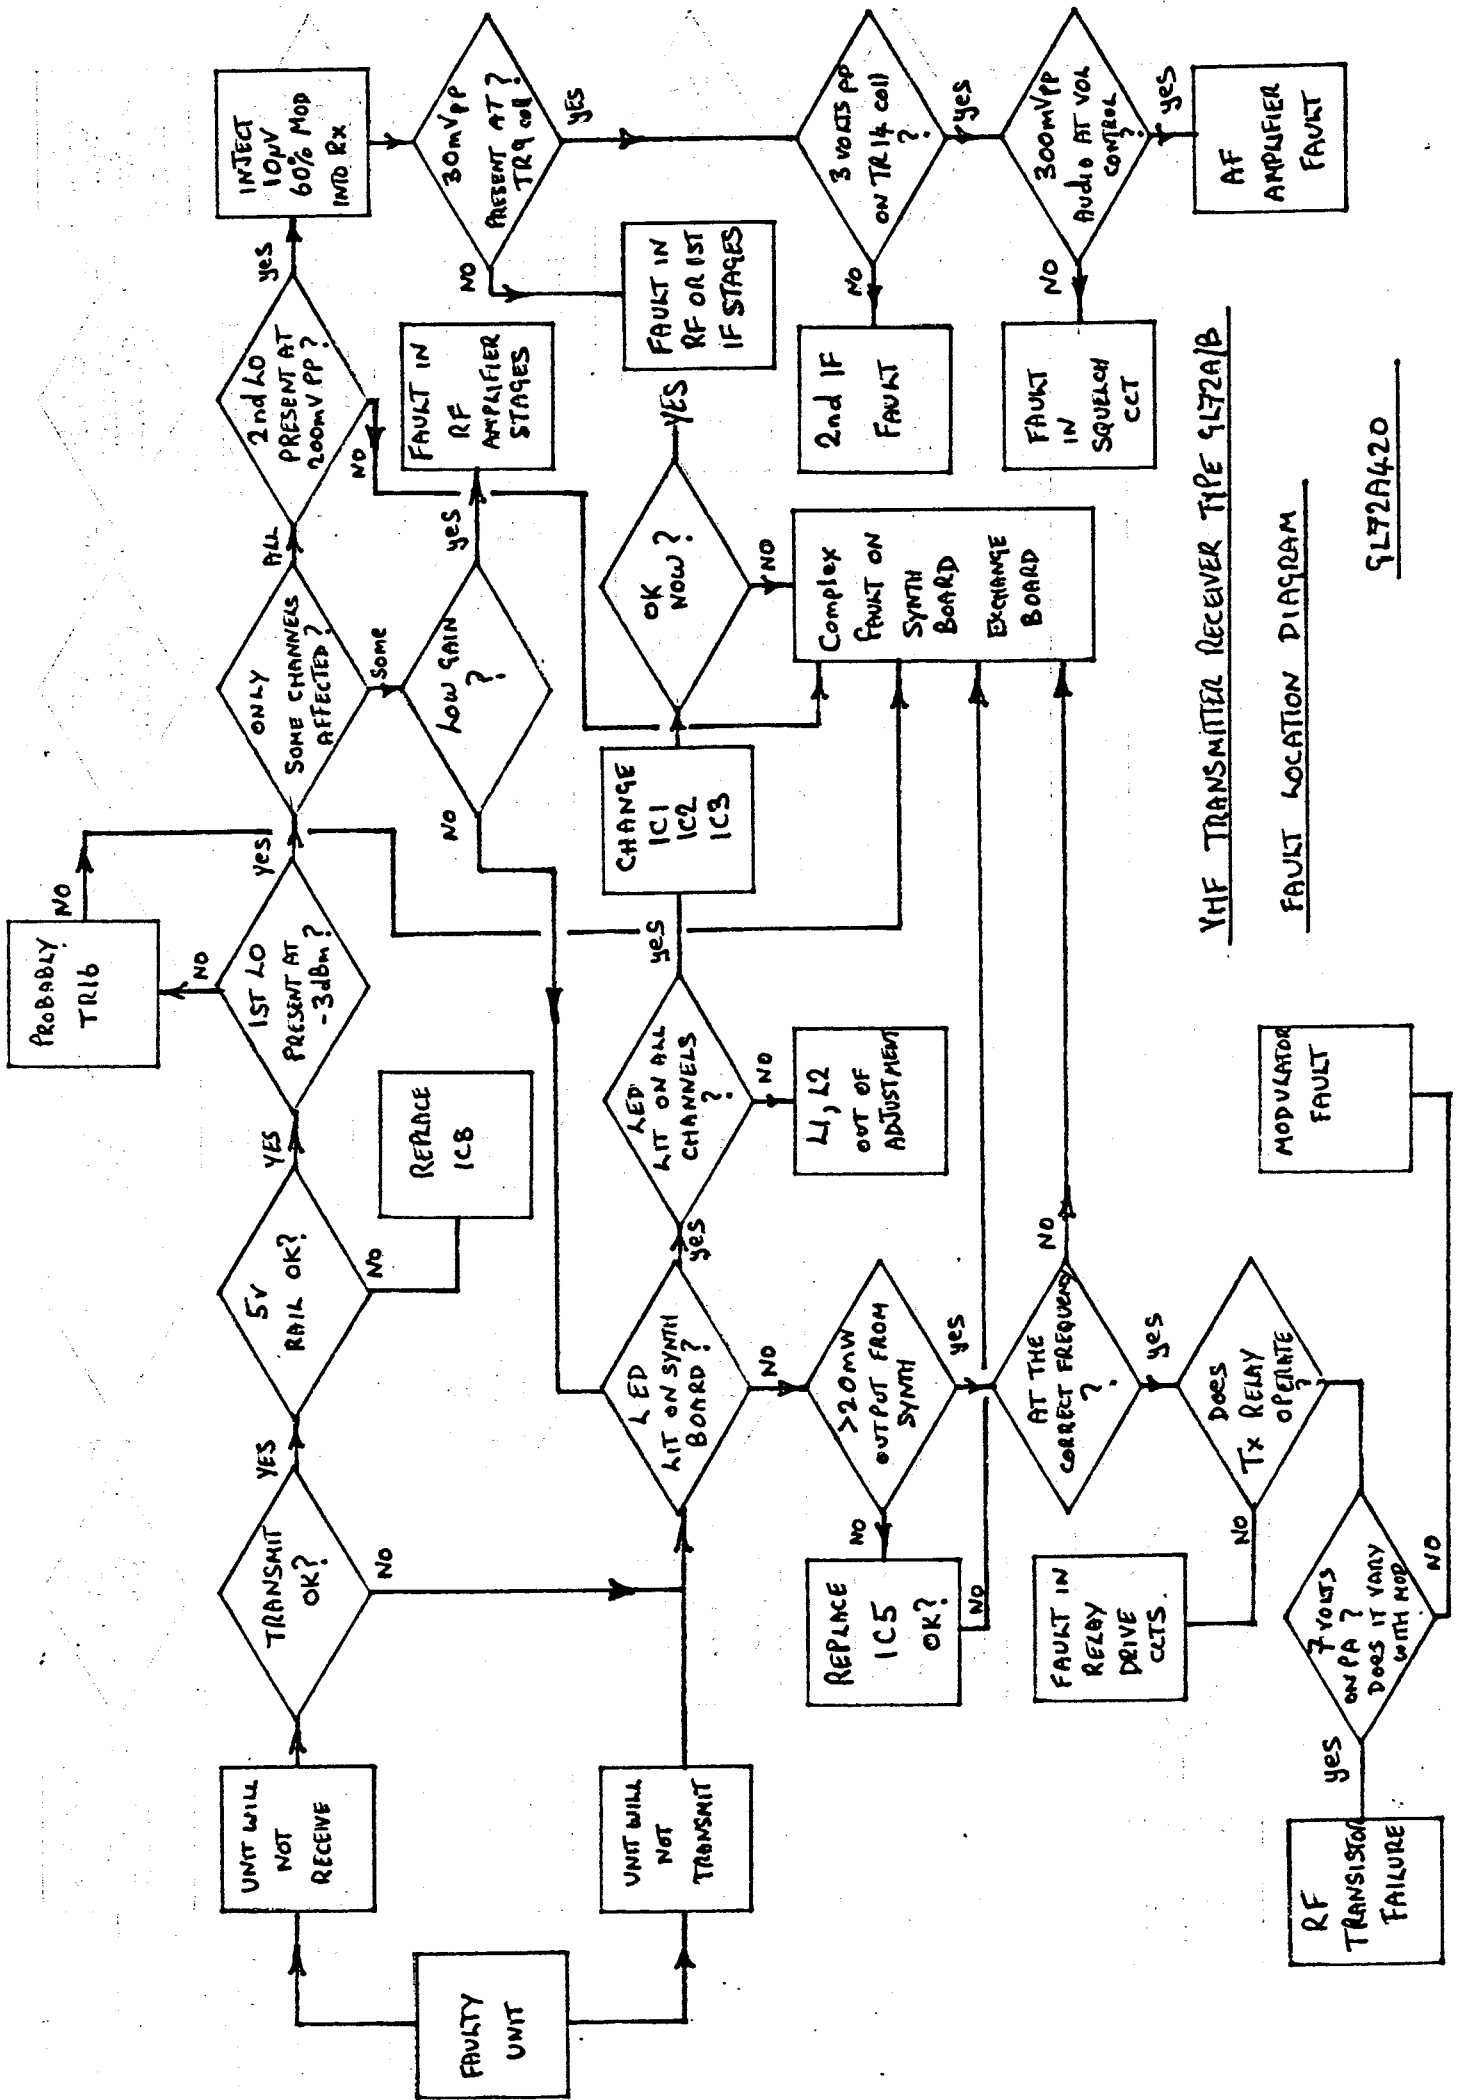 FAULTY
UNIT
UNIT WILL
NOT
RECEIVE
UNIT WILL
NOT
TRANSMIT
TRANSMIT
OK?
YES
NO
5V
RAIL OK?
YES
NO
REPLACE
IC8
1ST LO
PRESENT AT
-3dBm?
NO
yes
PROBABLY
TR16
NO
ONLY
SOME CHANNELS
AFFECTED?
ALL
Some
2nd LO
PRESENT AT
200mV PP?
yes
NO
INJECT
10µV
60% MOD
INTO Rx
LOW GAIN
?
yes
NO
FAULT IN
RF
AMPLIFIER
STAGES
30mVpp
PRESENT AT?
TR9 coll
YES
NO
FAULT IN
RF OR 1ST
IF STAGES
LED
LIT ON SYNTH
BOARD?
yes
NO
LED
LIT ON ALL
CHANNELS
?
yes
NO
L1, L2
OUT OF
ADJUSTMENT
CHANGE
IC1
IC2
IC3
OK
NOW?
YES
NO
Complex
FAULT ON
SYNTH
BOARD
EXCHANGE
BOARD
3 VOLTS PP
ON TR14 coll
?
yes
NO
2nd IF
FAULT
300mVpp
AUDIO AT VOL
CONTROL
?
yes
NO
FAULT
IN
SQUELCH
CCT
AF
AMPLIFIER
FAULT
>20MW
OUTPUT FROM
SYNTH
yes
NO
REPLACE
IC5
OK?
NO
AT THE
CORRECT FREQUENCY
?
NO
yes
DOES
Tx RELAY
OPERATE
?
NO
FAULT IN
RELAY
DRIVE
CCTS.
7 VOLTS
ON PA?
DOES IT VARY
WITH MOD
yes
NO
RF
TRANSISTOR
FAILURE
MODULATOR
FAULT
VHF TRANSMITTER RECEIVER TYPE GL72A/B
FAULT LOCATION DIAGRAM
GL72A420